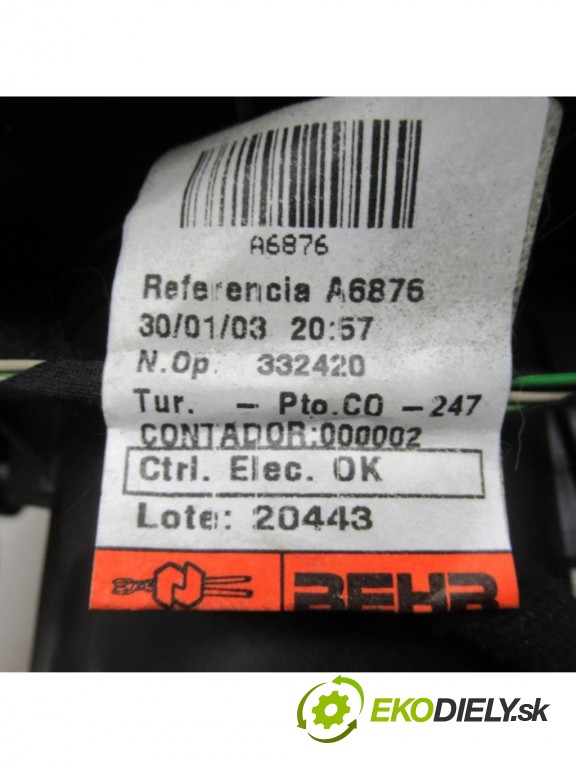 A6876
Referencia A6876
30/01/03 20:57
N.Op. 332420
Tur. - Pto.CO - 247
CONTADOR:000002
Ctrl. Elec. OK
Lote: 20443
BEHR
EKODIELY.sk